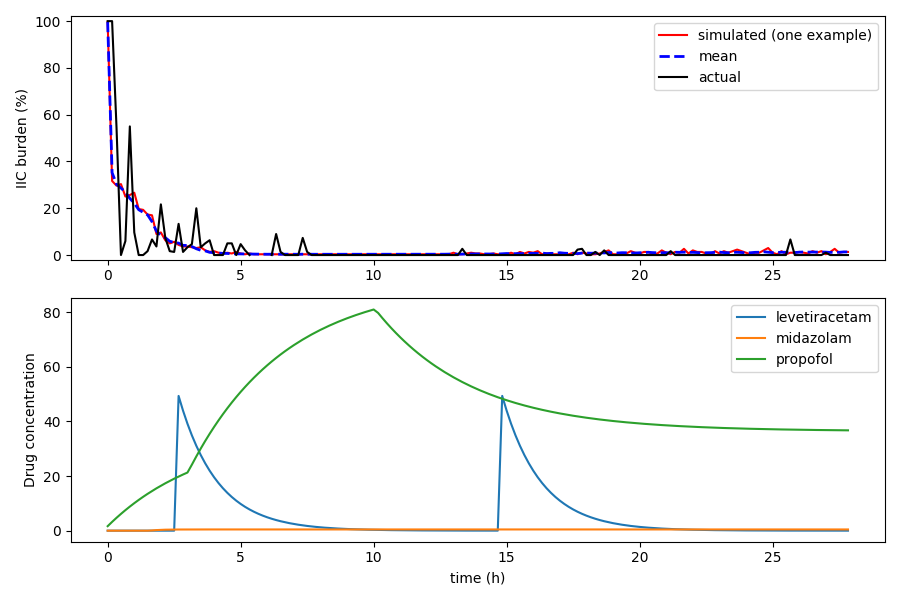 100
80
60
40
20
0
IIC burden (%)
simulated (one example)
mean
actual
0 5 10 15 20 25
80
60
40
20
0
Drug concentration
levetiracetam
midazolam
propofol
0 5 10 15 20 25
time (h)